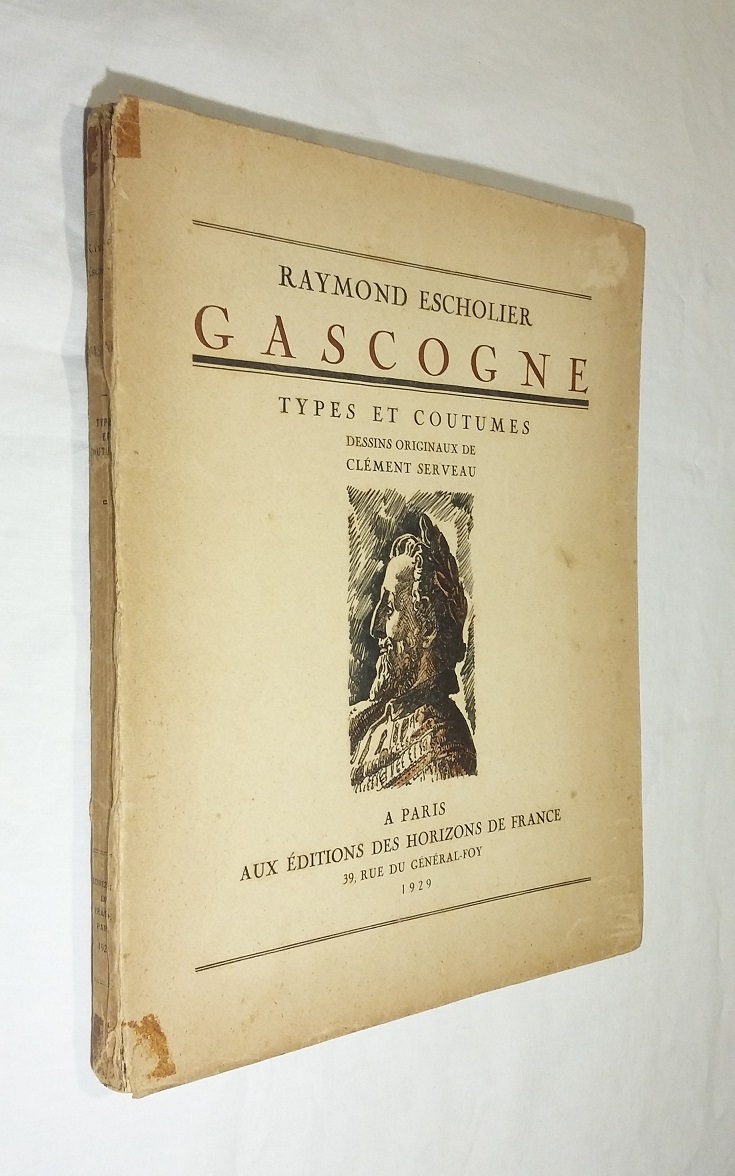 RAYMOND ESCHOLIER
GASCOGNE
TYPES ET COUTUMES
DESSINS ORIGINAUX DE
CLÉMENT SERVEAU
A PARIS
AUX ÉDITIONS DES HORIZONS DE FRANCE
39, RUE DU GÉNÉRAL-FOY
1929